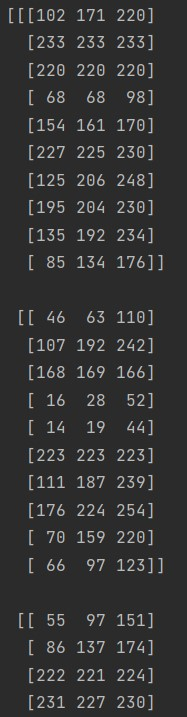 [[[102 171 220]
[233 233 233]
[220 220 220]
[ 68  68  98]
[154 161 170]
[227 225 230]
[125 206 248]
[195 204 230]
[135 192 234]
[ 85 134 176]]
[[ 46  63 110]
[107 192 242]
[168 169 166]
[ 16  28  52]
[ 14  19  44]
[223 223 223]
[111 187 239]
[176 224 254]
[ 70 159 220]
[ 66  97 123]]
[[ 55  97 151]
[ 86 137 174]
[222 221 224]
[231 227 230]